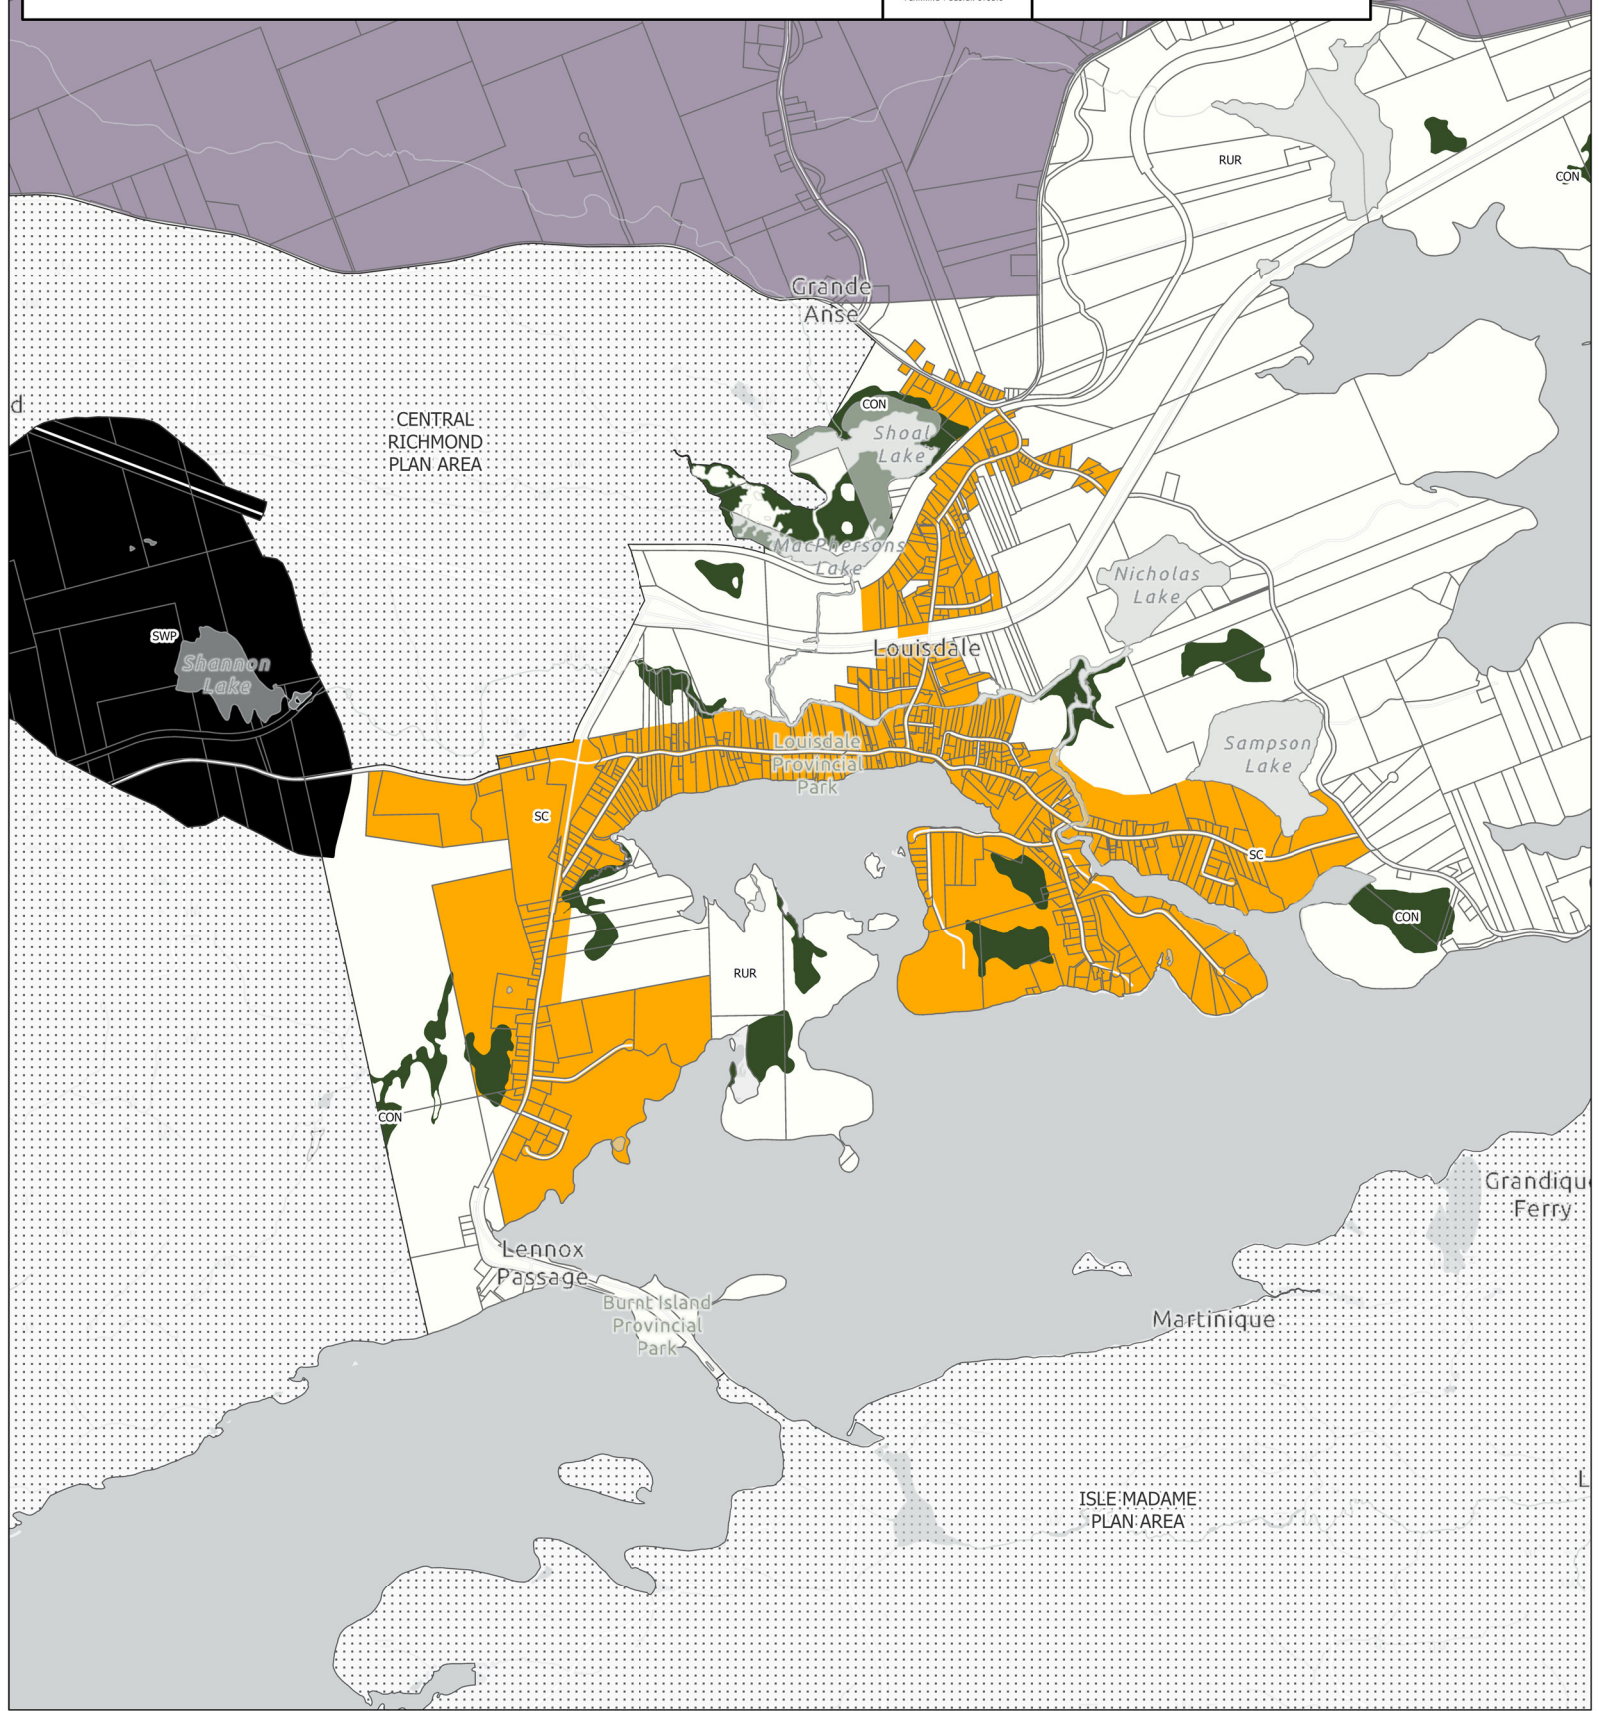 RUR
CON
Grande
Anse
d
CON
CENTRAL
RICHMOND
PLAN AREA
Shoal
Lake
MacPhersons
Lake
Nicholas
Lake
SWP
Shannon
Lake
Louisdale
Louisdale
Provincial
Park
Sampson
Lake
SC
SC
CON
RUR
CON
Grandiqu
Ferry
Lennox
Passage
Burnt Island
Provincial
Park
Martinique
L
ISLE MADAME
PLAN AREA